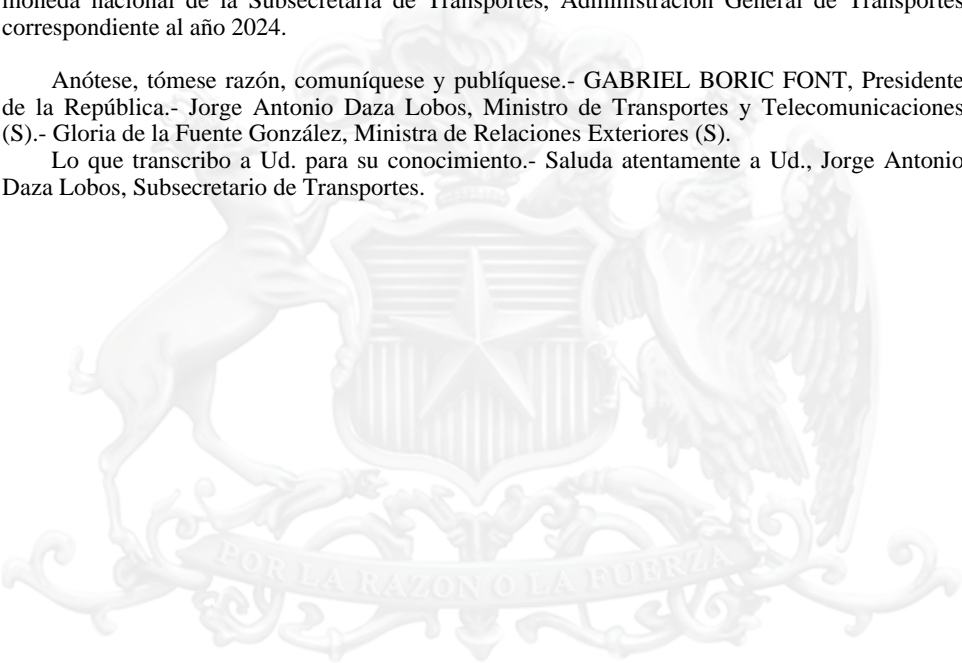 moneda nacional de la Subsecretaría de Transportes, Administración General de Transportes
correspondiente al año 2024.
Anótese, tómese razón, comuníquese y publíquese.- GABRIEL BORIC FONT, Presidente
de la República.- Jorge Antonio Daza Lobos, Ministro de Transportes y Telecomunicaciones
(S).- Gloria de la Fuente González, Ministra de Relaciones Exteriores (S).
Lo que transcribo a Ud. para su conocimiento.- Saluda atentamente a Ud., Jorge Antonio
Daza Lobos, Subsecretario de Transportes.
POR LA RAZON O LA FUERZA